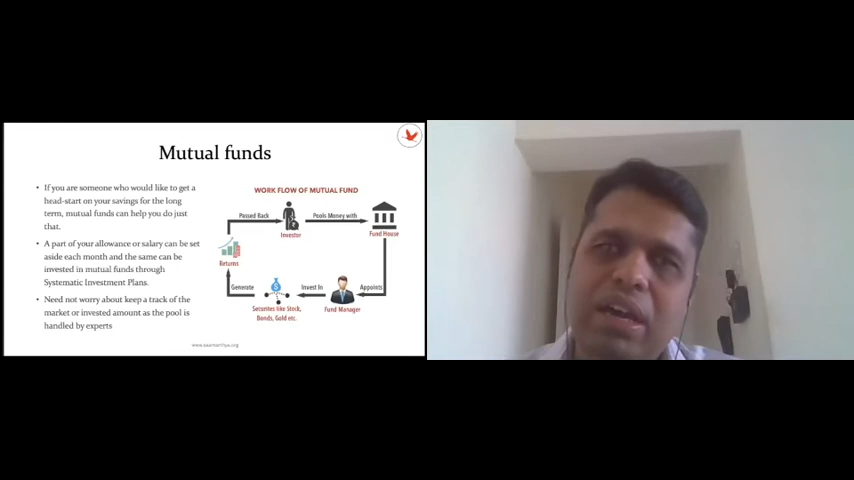 Mutual funds
• If you are someone who would like to get a
head-start on your savings for the long
term, mutual funds can help you do just
that.
• A part of your allowance or salary can be set
aside each month and the same can be
invested in mutual funds through
Systematic Investment Plans.
• Need not worry about keep a track of the
market or invested amount as the pool is
handled by experts
WORK FLOW OF MUTUAL FUND
Passed Back
Investor
Pools Money with
Fund House
Appoints
Fund Manager
Invest In
Securities like Stock,
Bonds, Gold etc.
Generate
Returns